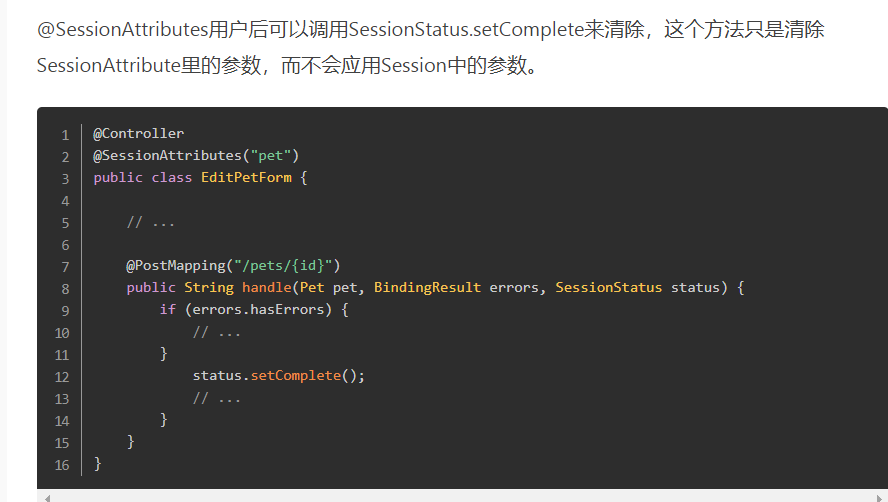 @SessionAttributes用户后可以调用SessionStatus.setComplete来清除，这个方法只是清除
SessionAttribute里的参数，而不会应用Session中的参数。
1 @Controller
2 @SessionAttributes("pet")
3 public class EditPetForm {
4
5     // ...
6
7     @PostMapping("/pets/{id}")
8     public String handle(Pet pet, BindingResult errors, SessionStatus status) {
9         if (errors.hasErrors) {
10             // ...
11         }
12             status.setComplete();
13             // ...
14         }
15     }
16 }